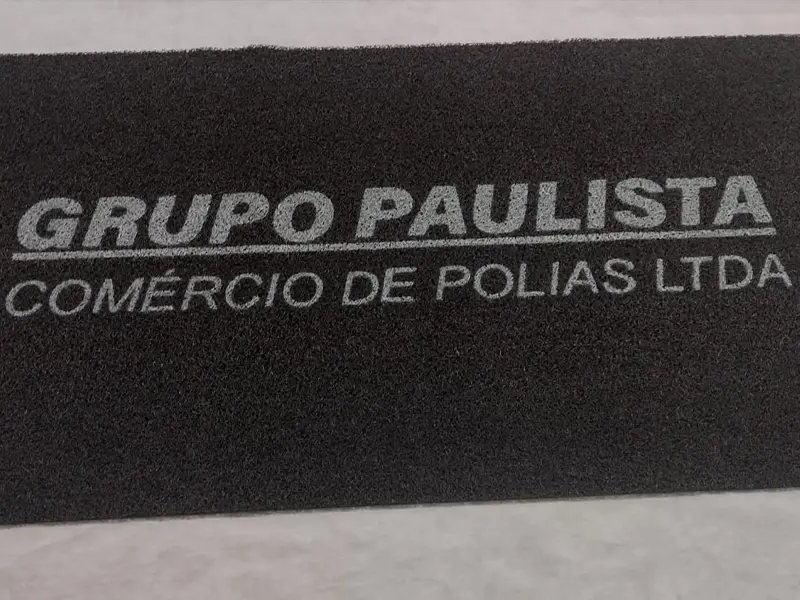 GRUPO PAULISTA
COMÉRCIO DE POLIAS LTDA